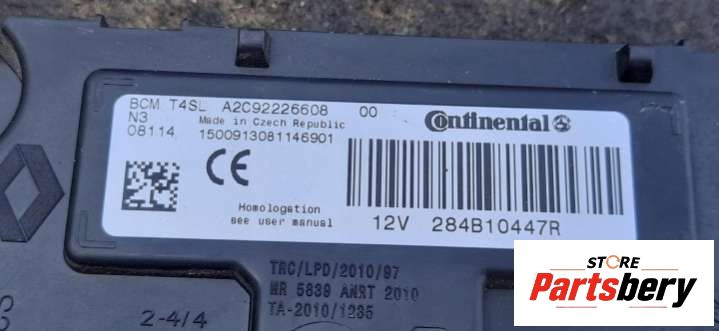 BCM T4SL A2C92226608 00
N3 Made in Czech Republic
08114 1500913081146901
Continental
CE
Homologation
see user manual
12V 284B10447R
TRC/LPD/2010/97
MR 5839 ANRT 2010
TA-2010/1235
2-4/4
STORE
Partsbery